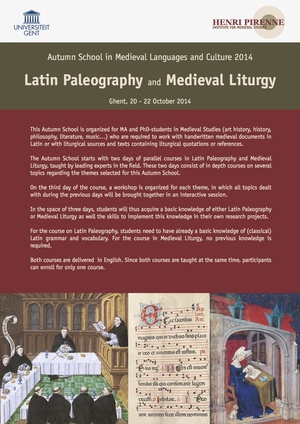 UNIVERSITEIT
GENT
HENRI PIRENNE
INSTITUTE FOR MEDIEVAL STUDIES
Autumn School in Medieval Languages and Culture 2014
Latin Paleography and Medieval Liturgy
Ghent, 20 - 22 October 2014
This Autumn School is organized for MA and PhD-students in Medieval Studies (art history, history,
philosophy, literature, music...) who are required to work with handwritten medieval documents in
Latin or with liturgical sources and texts containing liturgical quotations or references.
The Autumn School starts with two days of parallel courses in Latin Paleography and Medieval
Liturgy, taught by leading experts in the field. These two days consist of in depth courses on several
topics regarding the themes selected for this Autumn School.
On the third day of the course, a workshop is organized for each theme, in which all topics dealt
with during the previous days will be brought together in an interactive session.
In the space of three days, students will thus acquire a basic knowledge of either Latin Paleography
or Medieval Liturgy as well the skills to implement this knowledge in their own research projects.
For the course on Latin Paleography, students need to have already a basic knowledge of (classical)
Latin grammar and vocabulary. For the course in Medieval Liturgy, no previous knowledge is
required.
Both courses are delivered in English. Since both courses are taught at the same time, participants
can enroll for only one course.